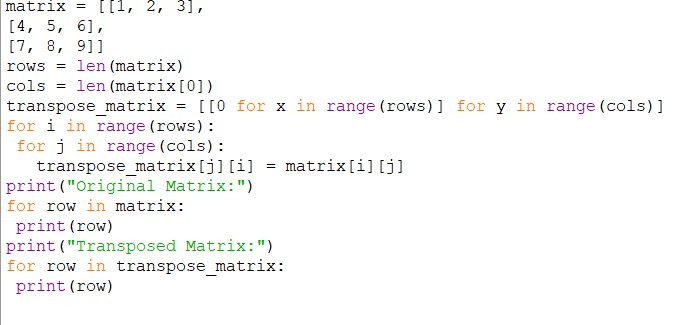 matrix = [[1, 2, 3],
[4, 5, 6],
[7, 8, 9]]
rows = len(matrix)
cols = len(matrix[0])
transpose_matrix = [[0 for x in range(rows)] for y in range(cols)]
for i in range(rows):
 for j in range(cols):
   transpose_matrix[j][i] = matrix[i][j]
print("Original Matrix:")
for row in matrix:
 print(row)
print("Transposed Matrix:")
for row in transpose_matrix:
 print(row)